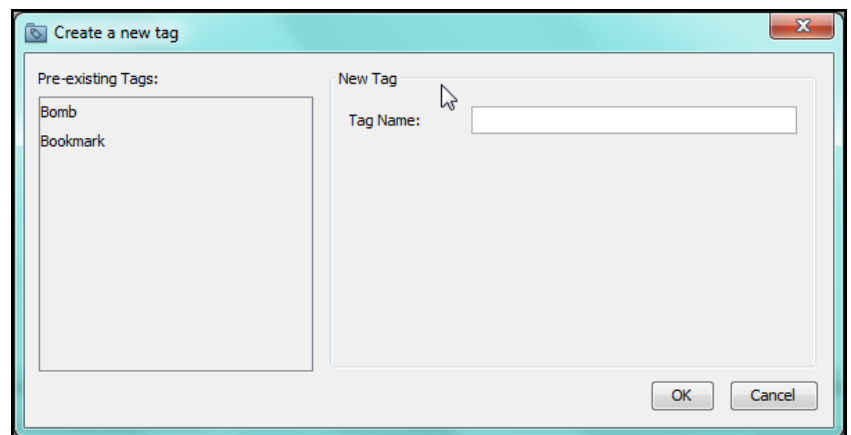 Create a new tag
Pre-existing Tags:
Bomb
Bookmark
New Tag
Tag Name:
OK
Cancel